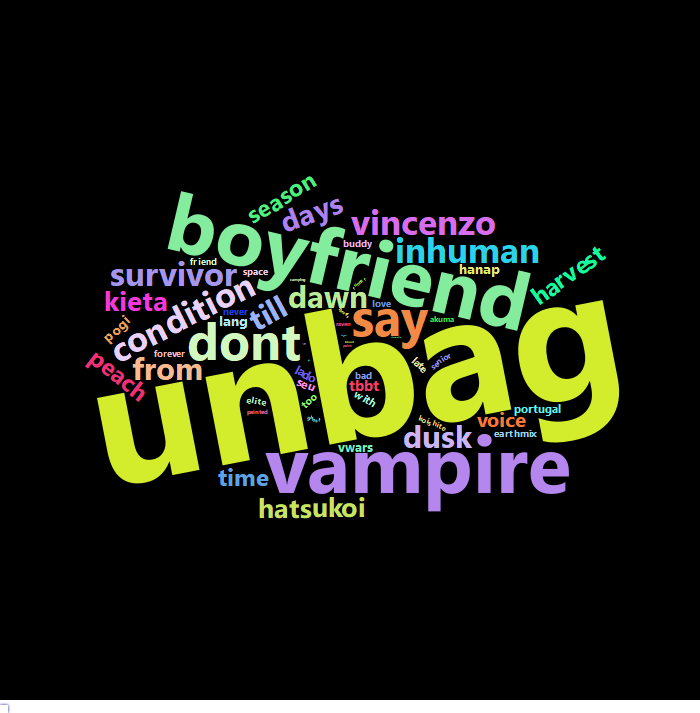 season
days
boyfriend
vincenzo
buddy
inhuman
friend
space
hanap
harvest
survivor
kieta
condition
never
lang
till
dawn
love
say
akuma
pogi
dont
forever
peach
from
late
senior
lado
seu
bad
tbbt
with
too
elite
painted
unbag
portugal
voice
earthmix
dusk
vwars
time
vampire
hatsukoi